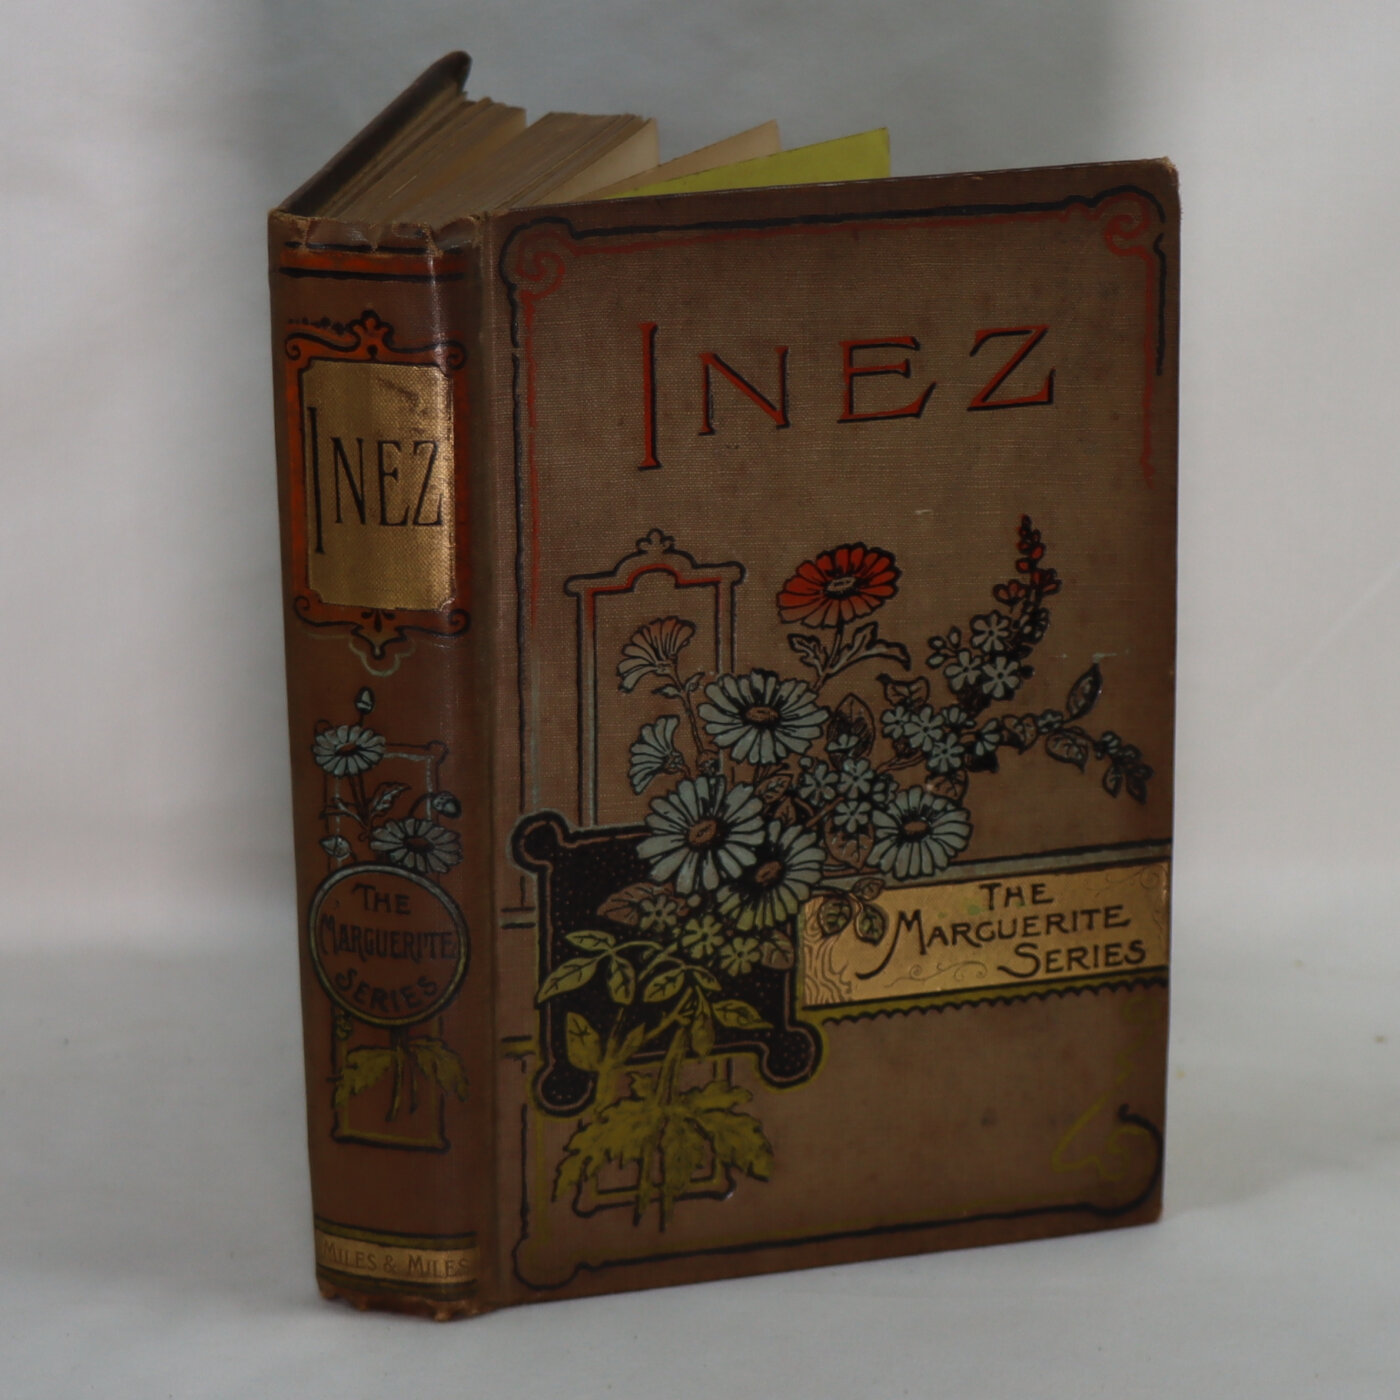 INEZ
THE
MARGUERITE
SERIES
MILES & MILES
INEZ
THE
MARGUERITE
SERIES